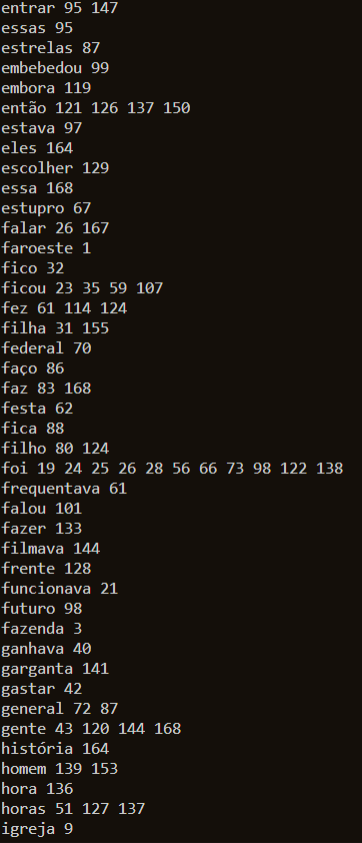 entrar 95 147
essas 95
estrelas 87
embebedou 99
embora 119
então 121 126 137 150
estava 97
eles 164
escolher 129
essa 168
estupro 67
falar 26 167
faroeste 1
fico 32
ficou 23 35 59 107
fez 61 114 124
filha 31 155
federal 70
faço 86
faz 83 168
festa 62
fica 88
filho 80 124
foi 19 24 25 26 28 56 66 73 98 122 138
frequentava 61
falou 101
fazer 133
filmava 144
frente 128
funcionava 21
futuro 98
fazenda 3
ganhava 40
garganta 141
gastar 42
general 72 87
gente 43 120 144 168
história 164
homem 139 153
hora 136
horas 51 127 137
igreja 9